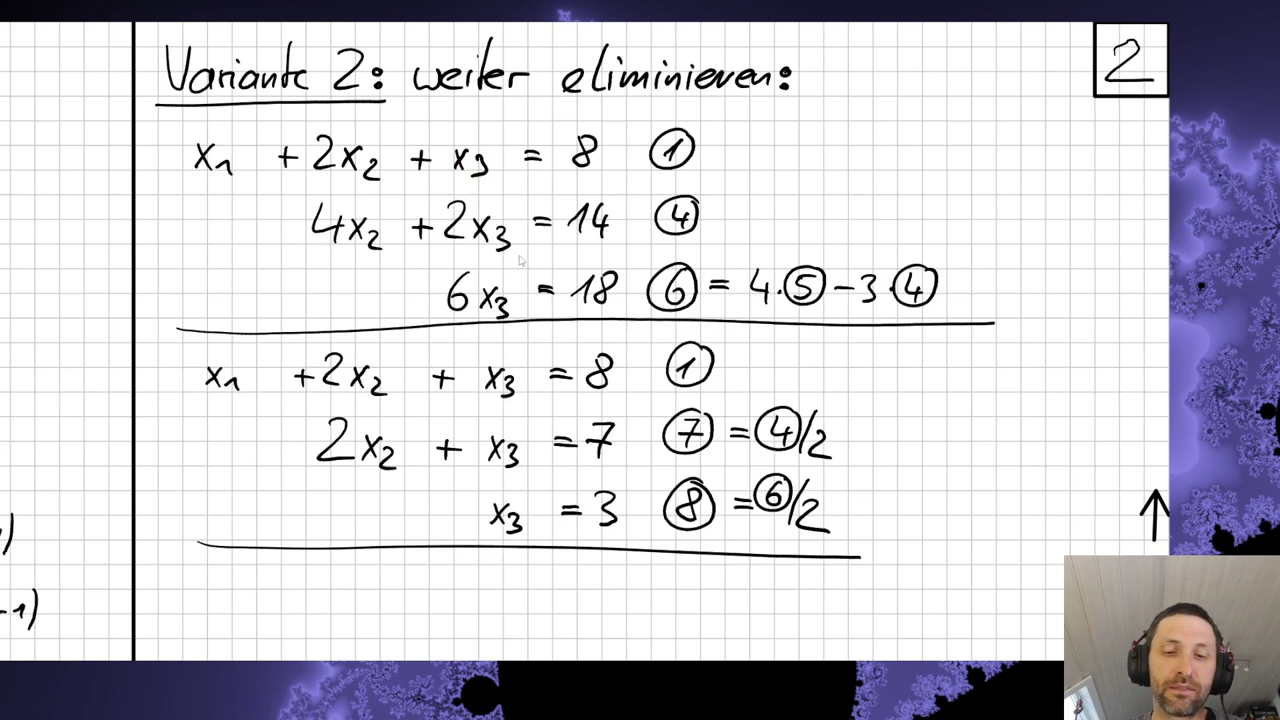 Variante 2: weiter eliminieren:
2
x₁ + 2x₂ + x₃ = 8 ①
4x₂ + 2x₃ = 14 ④
6x₃ = 18 ⑥ = 4·⑤ - 3·④
x₁ + 2x₂ + x₃ = 8 ①
2x₂ + x₃ = 7 ⑦ = ④/2
x₃ = 3 ⑧ = ⑥/2
)
-1)